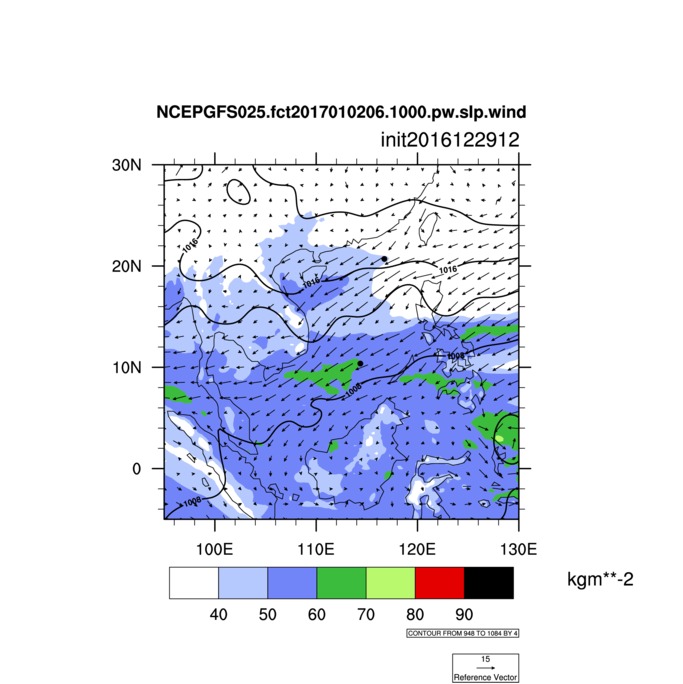 NCEPGFS025.fct2017010206.1000.pw.slp.wind
init2016122912
30N
1016
20N
1016
1016
10N
1008
1008
0
1008
100E 110E 120E 130E
kgm**-2
40 50 60 70 80 90
CONTOUR FROM 948 TO 1084 BY 4
15
Reference Vector